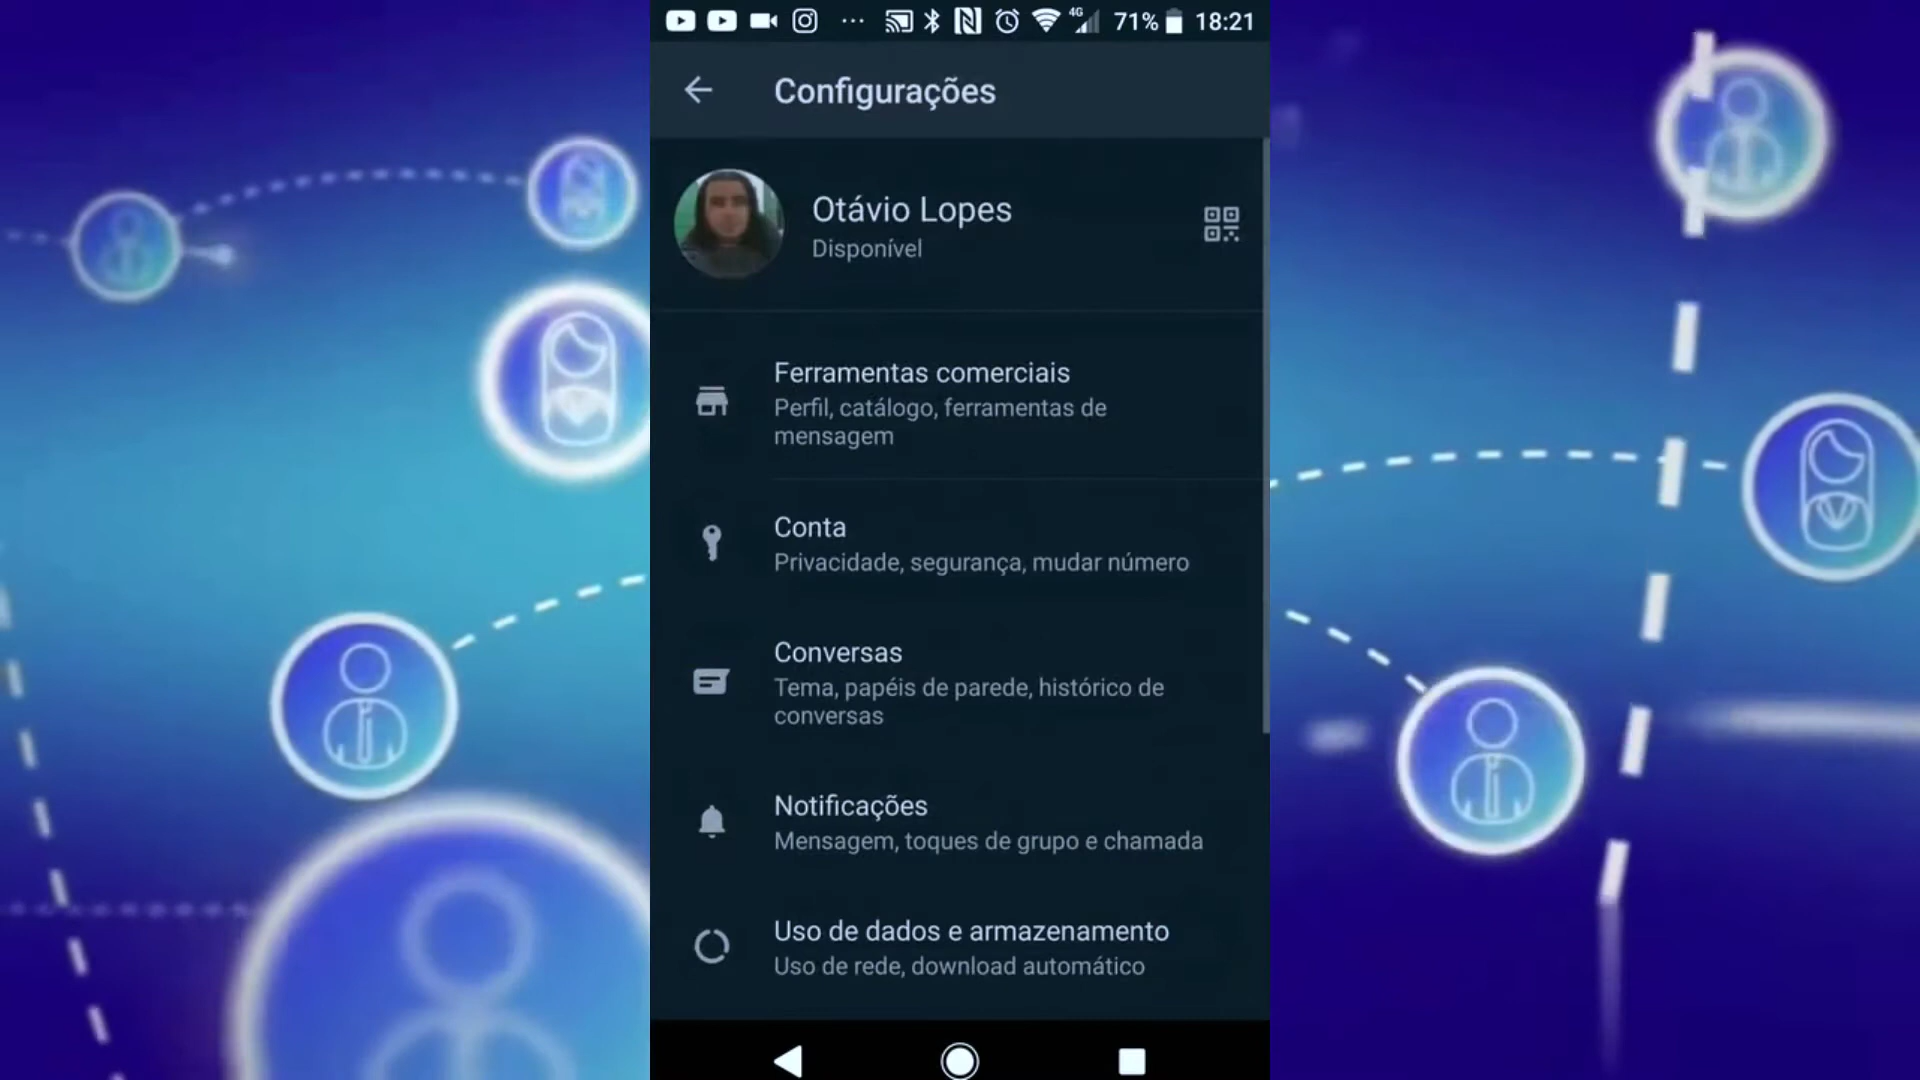 4G 71% 18:21
Configurações
Otávio Lopes
Disponível
Ferramentas comerciais
Perfil, catálogo, ferramentas de
mensagem
Conta
Privacidade, segurança, mudar número
Conversas
Tema, papéis de parede, histórico de
conversas
Notificações
Mensagem, toques de grupo e chamada
Uso de dados e armazenamento
Uso de rede, download automático